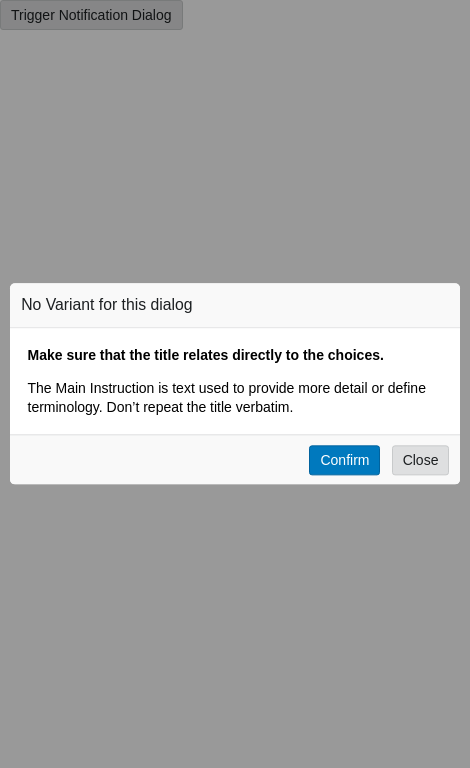 Trigger Notification Dialog
No Variant for this dialog
Make sure that the title relates directly to the choices.
The Main Instruction is text used to provide more detail or define
terminology. Don’t repeat the title verbatim.
Confirm
Close